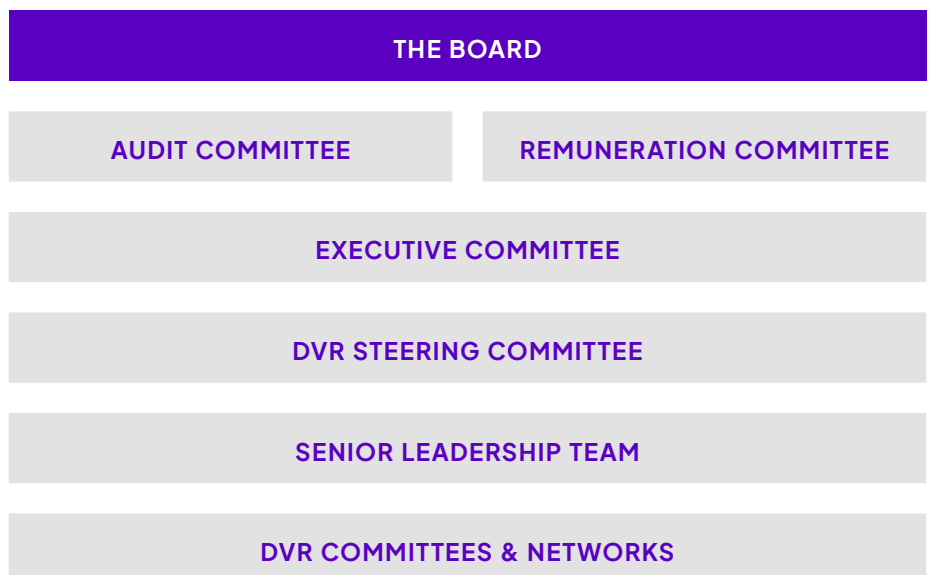 THE BOARD
AUDIT COMMITTEE
REMUNERATION COMMITTEE
EXECUTIVE COMMITTEE
DVR STEERING COMMITTEE
SENIOR LEADERSHIP TEAM
DVR COMMITTEES & NETWORKS